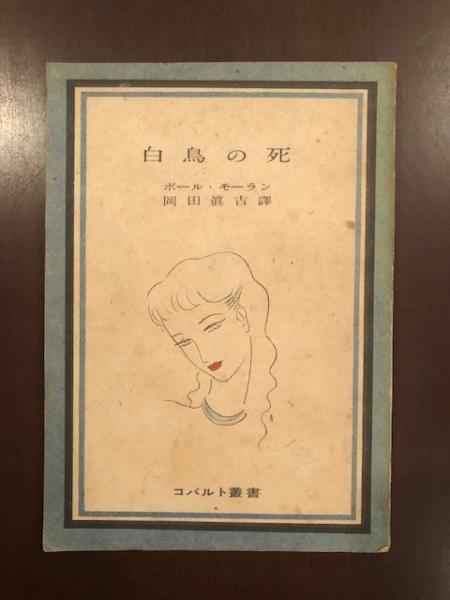 白鳥の死
ポール・モーラン
岡田眞吉譯
コバルト叢書